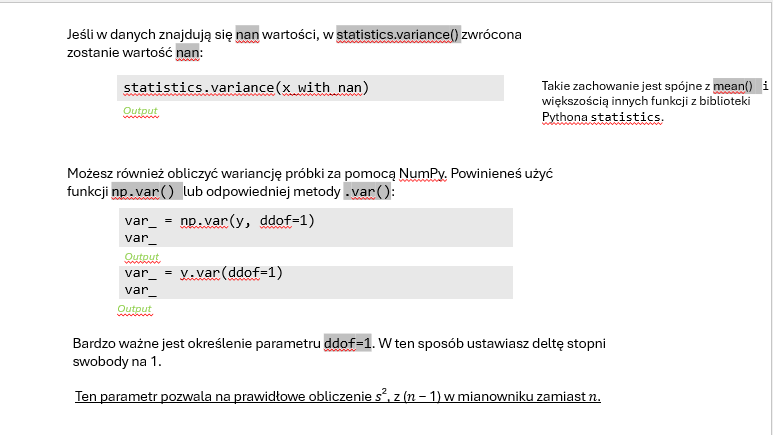 Jeśli w danych znajdują się nan wartości, w statistics.variance() zwrócona
zostanie wartość nan:
statistics.variance(x_with_nan)
Output
Takie zachowanie jest spójne z mean() i
większością innych funkcji z biblioteki
Pythona statistics.
Możesz również obliczyć wariancję próbki za pomocą NumPy. Powinieneś użyć
funkcji np.var() lub odpowiedniej metody .var():
var_ = np.var(y, ddof=1)
var_
Output
var_ = y.var(ddof=1)
var_
Output
Bardzo ważne jest określenie parametru ddof=1. W ten sposób ustawiasz deltę stopni
swobody na 1.
Ten parametr pozwala na prawidłowe obliczenie s², z (n − 1) w mianowniku zamiast n.